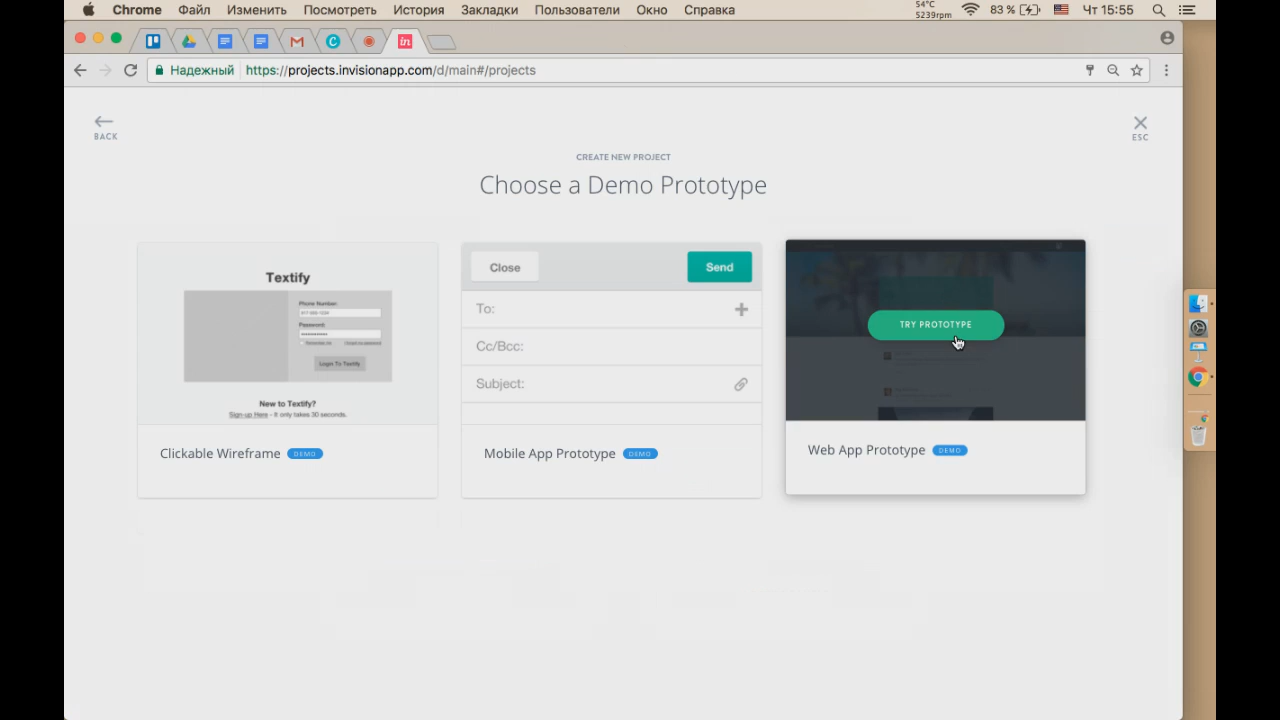 Chrome Файл Изменить Посмотреть История Закладки Пользователи Окно Справка 54°C 5239rpm 83 % Чт 15:55
Надежный https://projects.invisionapp.com/d/main#/projects
BACK
ESC
CREATE NEW PROJECT
Choose a Demo Prototype
Textify
Phone Number:
Password:
Login To Textify
New to Textify?
Sign-up Here - It only takes 30 seconds.
Clickable Wireframe DEMO
Close Send
To:
Cc/Bcc:
Subject:
Mobile App Prototype DEMO
TRY PROTOTYPE
Web App Prototype DEMO